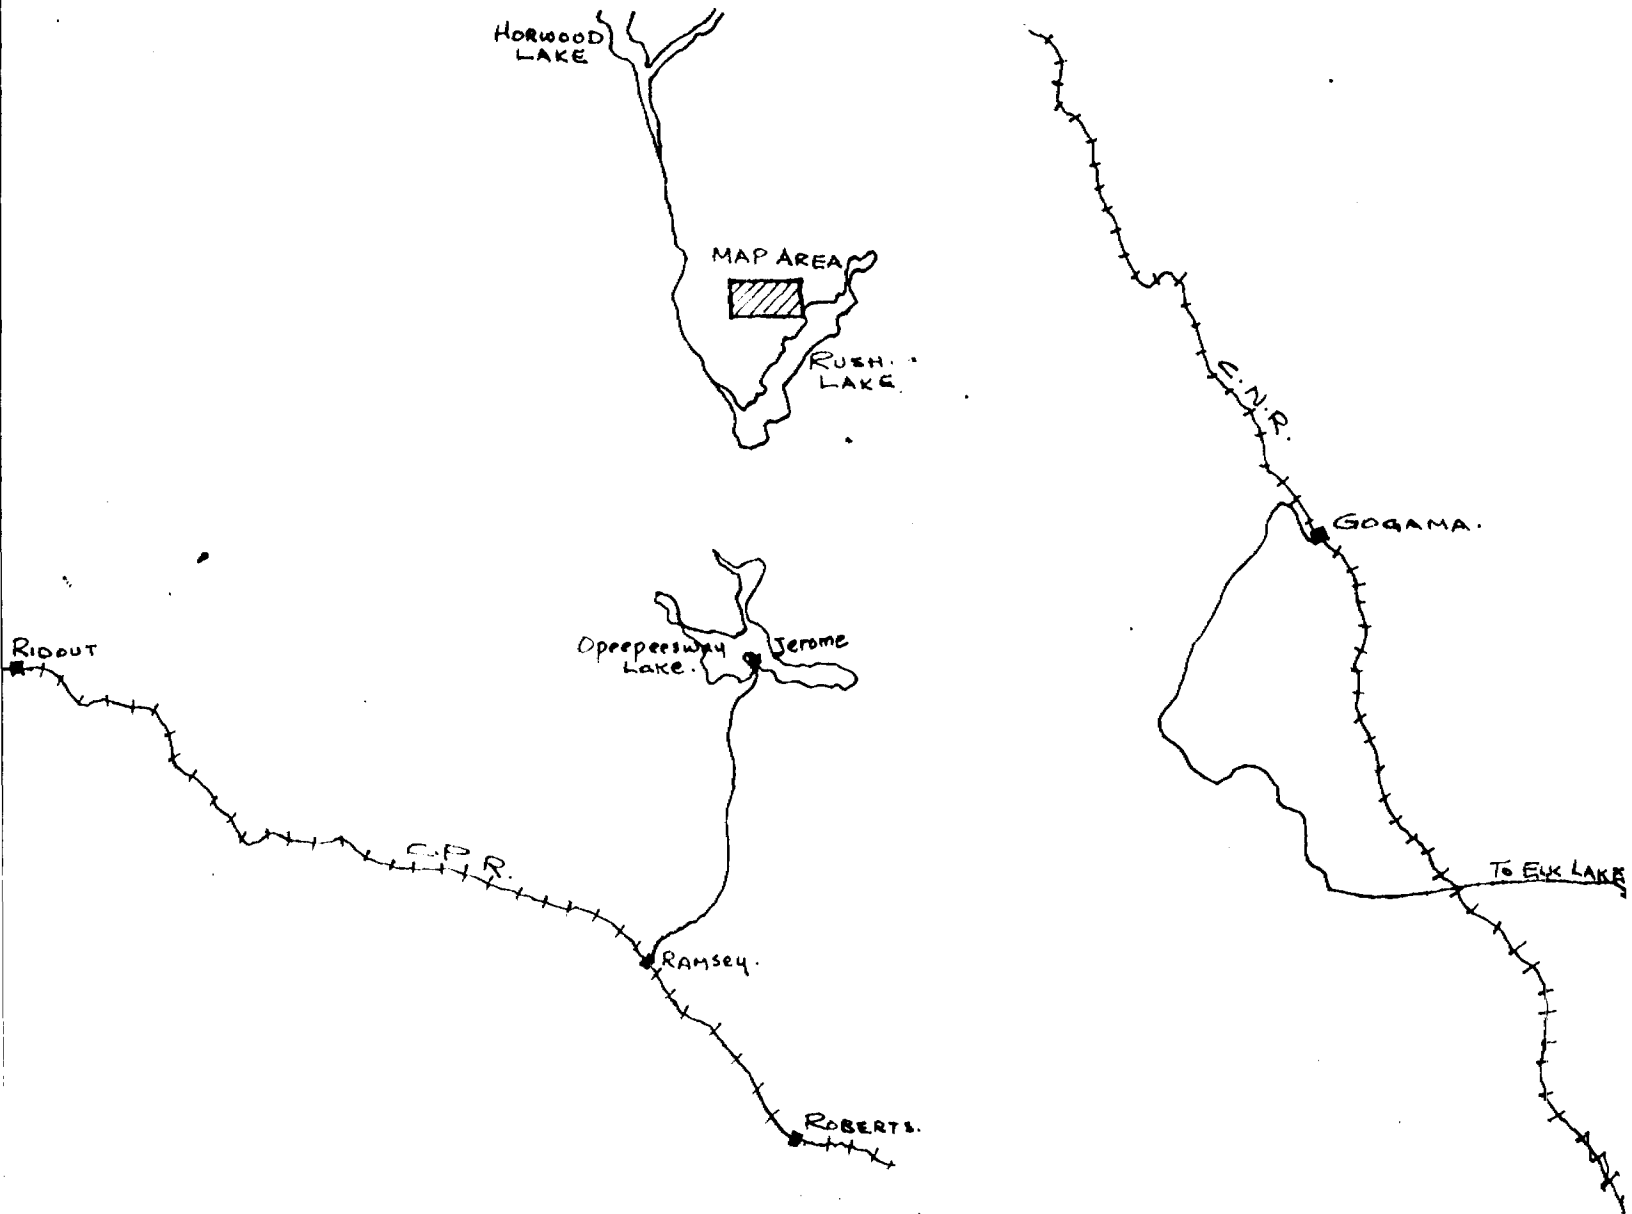 HORWOOD
LAKE
MAP AREA
RUSH.
LAKE
C.N.R.
GOGAMA.
Opeepeesway
Lake.
Jerome
RIDOUT
C.P.R.
TO ELK LAKE
RAMSEY.
ROBERTS.